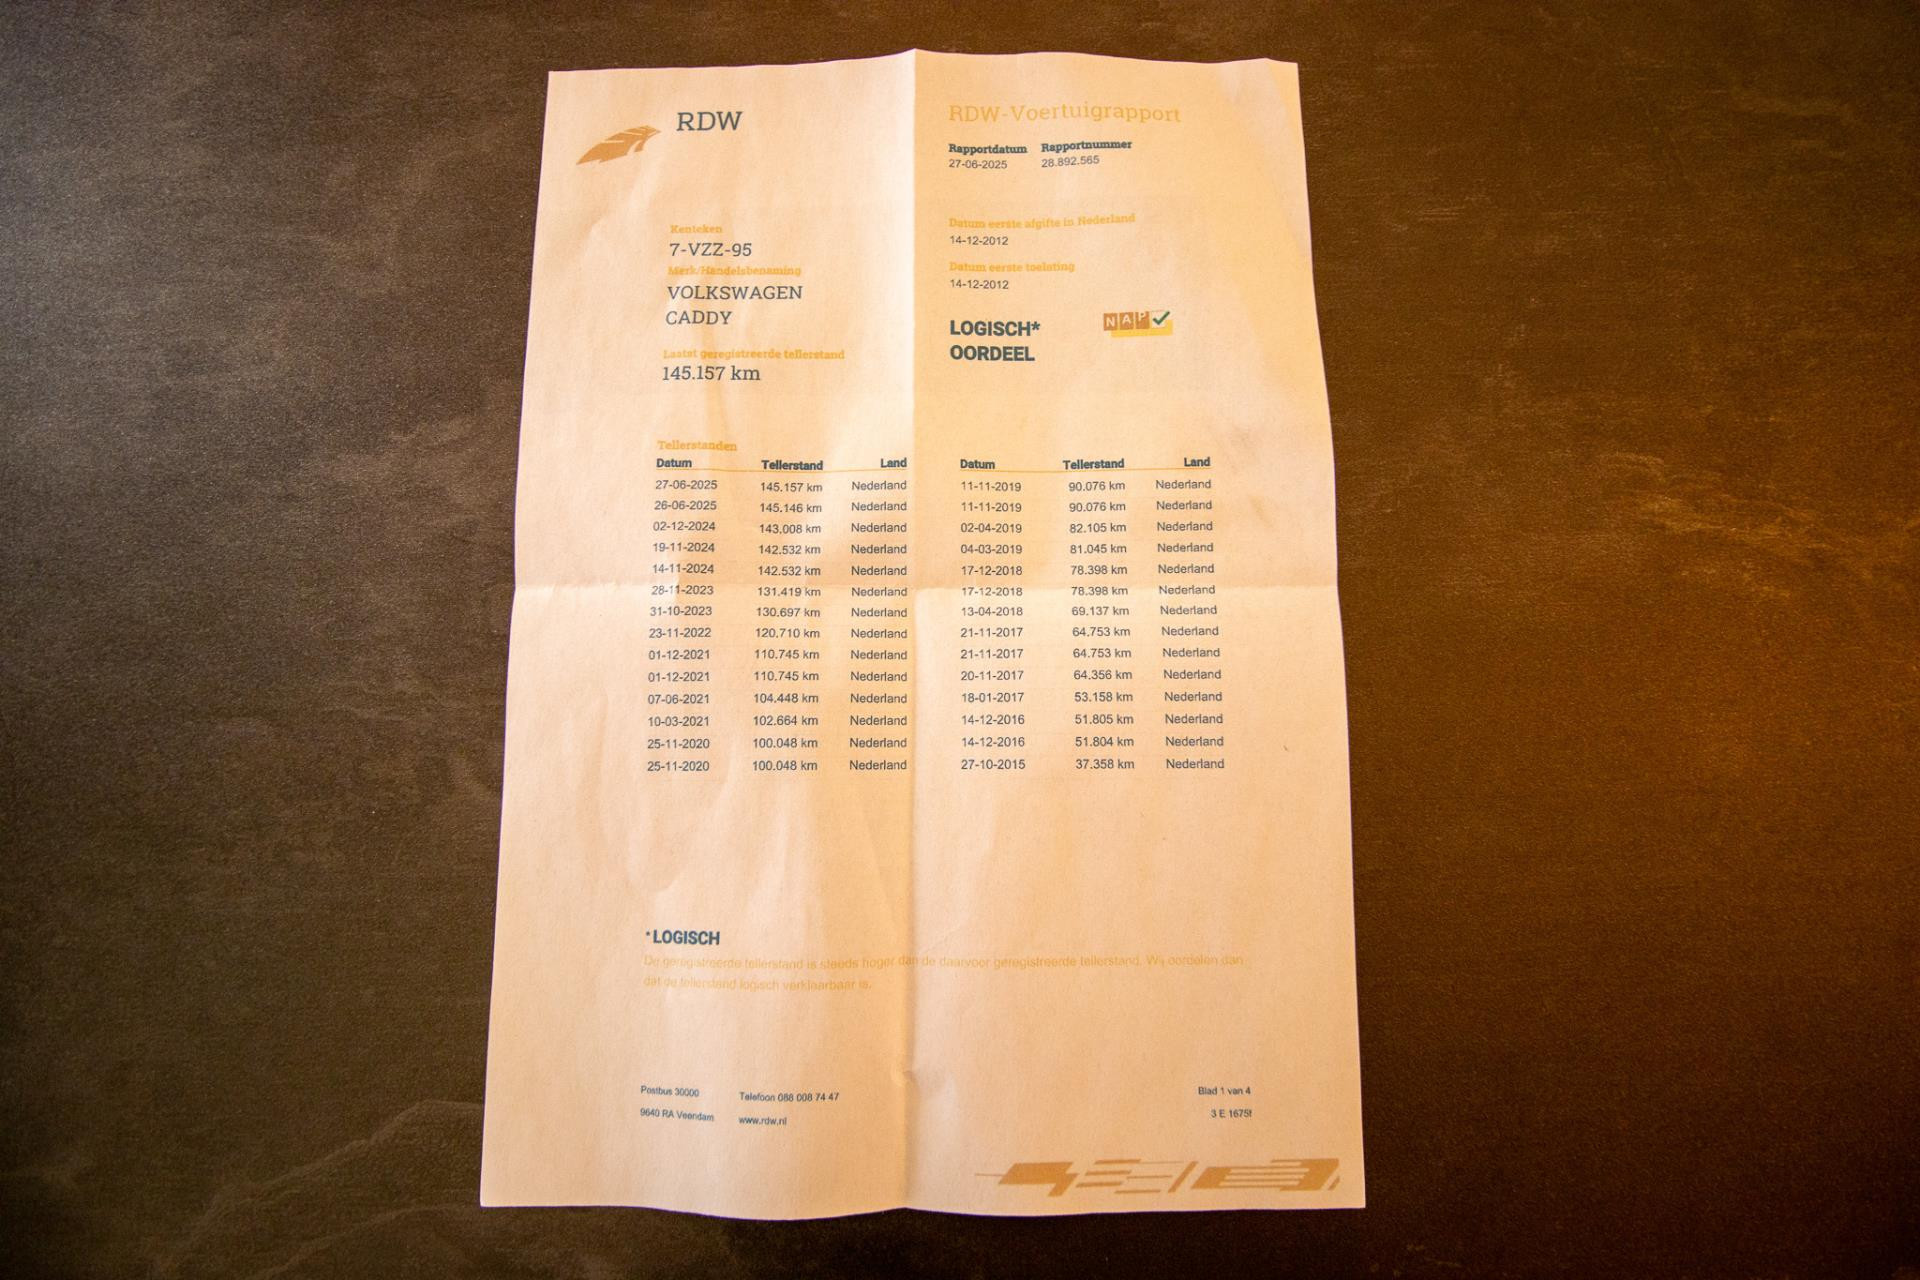 RDW
RDW-Voertuigrapport
Rapportdatum Rapportnummer
27-06-2025 28.892.565
Kenteken
7-VZZ-95
Merk/Handelsbenaming
VOLKSWAGEN
CADDY
Laatst geregistreerde tellerstand
145.157 km
Datum eerste afgifte in Nederland
14-12-2012
Datum eerste toelating
14-12-2012
LOGISCH*
OORDEEL
NAP
Tellerstanden
Datum Tellerstand Land
27-06-2025 145.157 km Nederland
26-06-2025 145.146 km Nederland
02-12-2024 143.008 km Nederland
19-11-2024 142.532 km Nederland
14-11-2024 142.532 km Nederland
28-11-2023 131.419 km Nederland
31-10-2023 130.697 km Nederland
23-11-2022 120.710 km Nederland
01-12-2021 110.745 km Nederland
01-12-2021 110.745 km Nederland
07-06-2021 104.448 km Nederland
10-03-2021 102.664 km Nederland
25-11-2020 100.048 km Nederland
25-11-2020 100.048 km Nederland
Datum Tellerstand Land
11-11-2019 90.076 km Nederland
11-11-2019 90.076 km Nederland
02-04-2019 82.105 km Nederland
04-03-2019 81.045 km Nederland
17-12-2018 78.398 km Nederland
17-12-2018 78.398 km Nederland
13-04-2018 69.137 km Nederland
21-11-2017 64.753 km Nederland
21-11-2017 64.753 km Nederland
20-11-2017 64.356 km Nederland
18-01-2017 53.158 km Nederland
14-12-2016 51.805 km Nederland
14-12-2016 51.804 km Nederland
27-10-2015 37.358 km Nederland
*LOGISCH
De geregistreerde tellerstand is steeds hoger dan de daarvoor geregistreerde tellerstand. Wij oordelen dan
dat de tellerstand logisch verklaarbaar is.
Postbus 30000 Telefoon 088 008 74 47
9640 RA Veendam www.rdw.nl
Blad 1 van 4
3 E 1675f